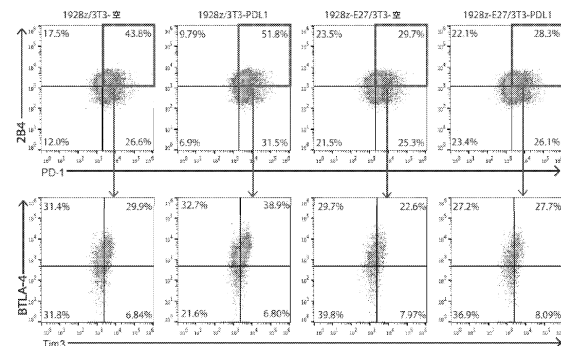 1928z/3T3-空 1928z/3T3-PDL1 1928z-E27/3T3-空 1928z-E27/3T3-PDL1
17.5% 43.8% 9.79% 51.8% 23.5% 29.7% 22.1% 28.3%
2B4
12.0% 26.6% 6.9% 31.5% 21.5% 25.3% 23.4% 26.1%
PD-1
31.4% 29.9% 32.7% 38.9% 29.7% 22.6% 27.2% 27.7%
BTLA-4
31.8% 6.84% 21.6% 6.80% 39.8% 7.97% 36.9% 8.09%
Tim3